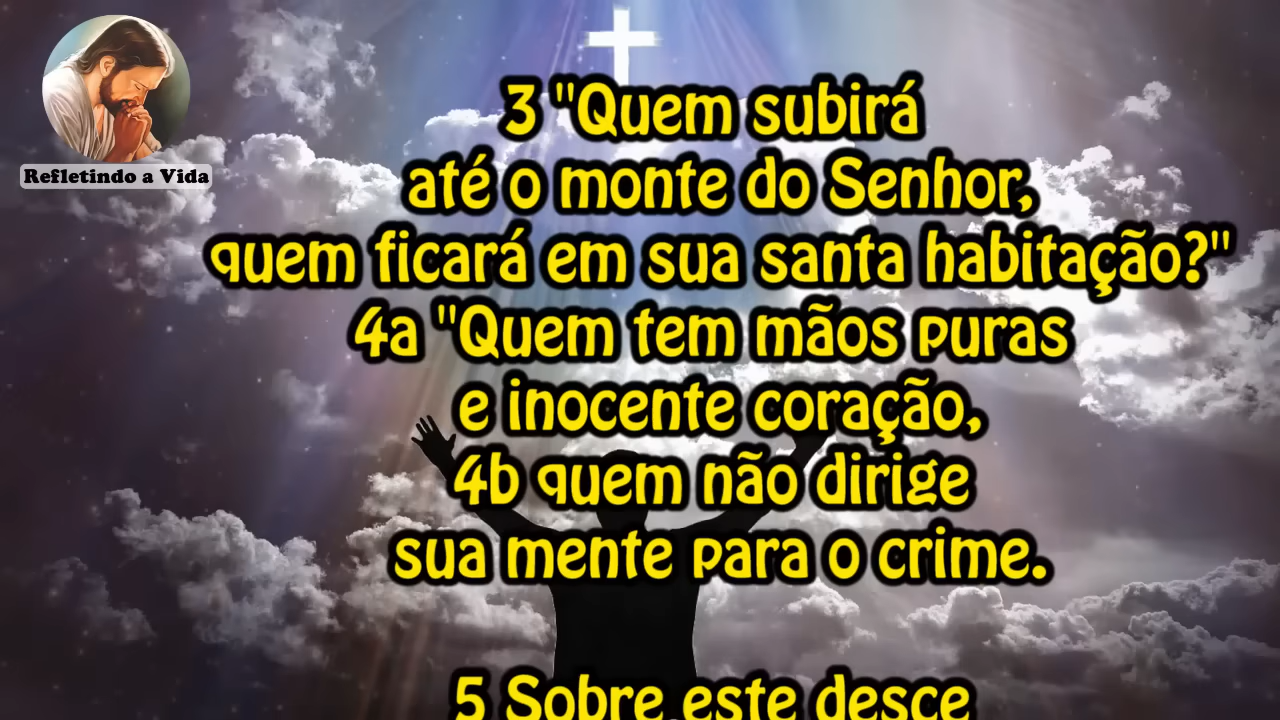 Refletindo a Vida
3 "Quem subirá
até o monte do Senhor,
quem ficará em sua santa habitação?"
4a "Quem tem mãos puras
e inocente coração,
4b quem não dirige
sua mente para o crime.
5 Sobre este desce